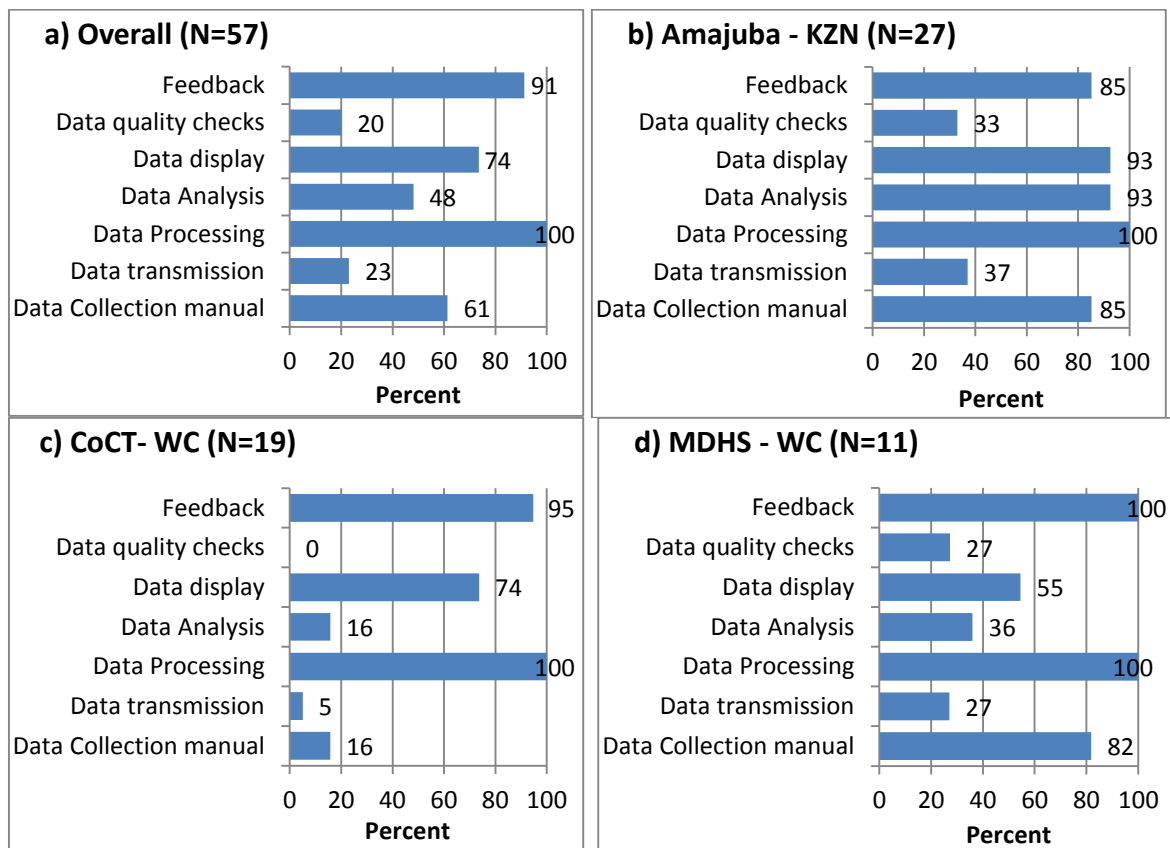 a) Overall (N=57)
Feedback 91
Data quality checks 20
Data display 74
Data Analysis 48
Data Processing 100
Data transmission 23
Data Collection manual 61
0 20 40 60 80 100
Percent
b) Amajuba - KZN (N=27)
Feedback 85
Data quality checks 33
Data display 93
Data Analysis 93
Data Processing 100
Data transmission 37
Data Collection manual 85
0 20 40 60 80 100
Percent
c) CoCT- WC (N=19)
Feedback 95
Data quality checks 0
Data display 74
Data Analysis 16
Data Processing 100
Data transmission 5
Data Collection manual 16
0 20 40 60 80 100
Percent
d) MDHS - WC (N=11)
Feedback 100
Data quality checks 27
Data display 55
Data Analysis 36
Data Processing 100
Data transmission 27
Data Collection manual 82
0 20 40 60 80 100
Percent